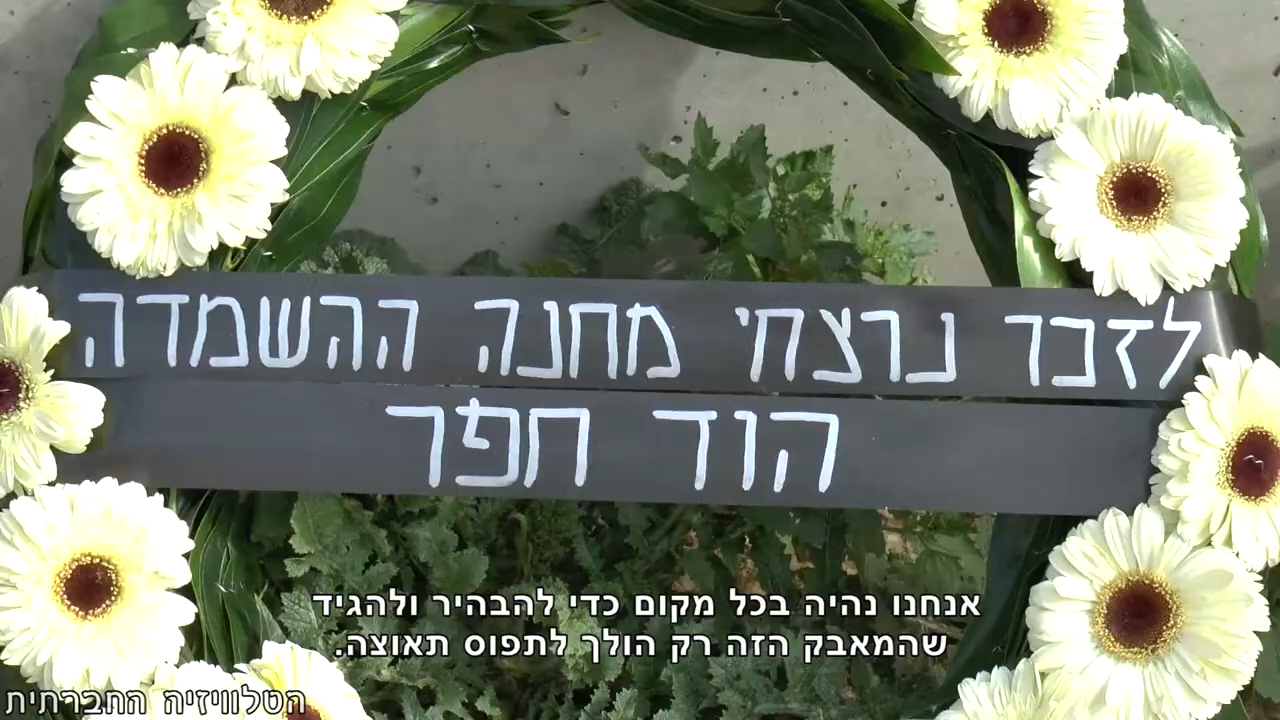 לזכר נרצחי מחנה ההשמדה
הוד חפר
אנחנו נהיה בכל מקום כדי להבהיר ולהגיד
שהמאבק הזה רק הולך לתפוס תאוצה.
הטלוויזיה החברתית